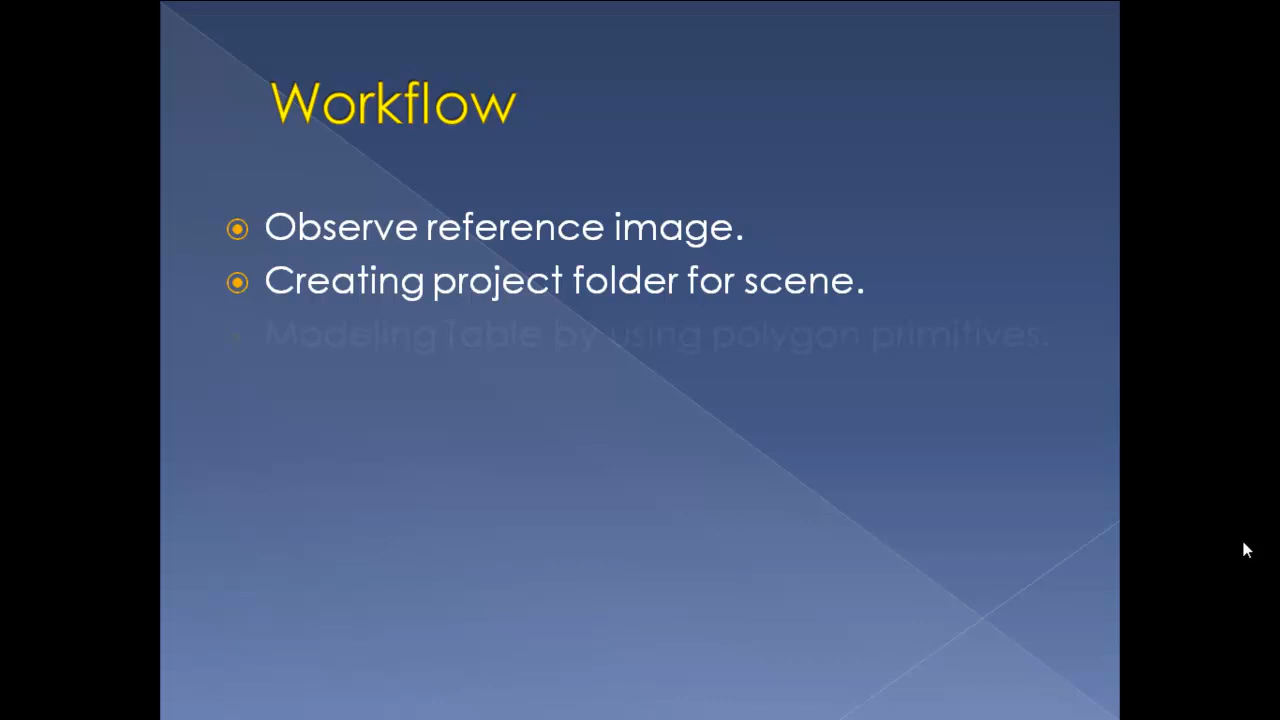 Workflow
Observe reference image.
Creating project folder for scene.
Modeling Table by using polygon primitives.